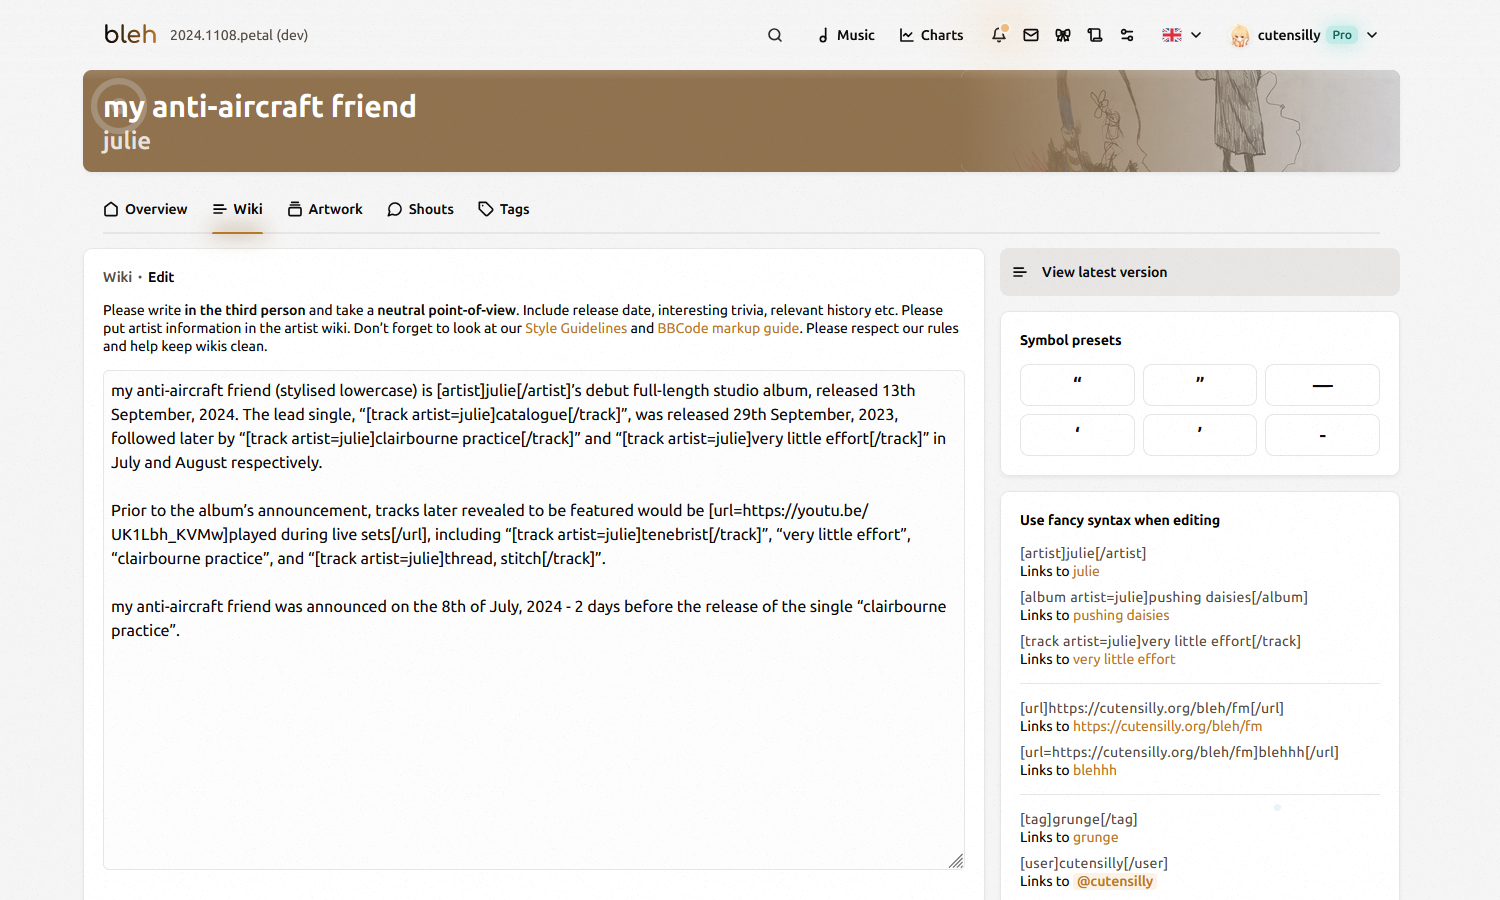 bleh 2024.1108.petal (dev) Music Charts cutensilly Pro
my anti-aircraft friend
julie
Overview Wiki Artwork Shouts Tags
Wiki • Edit
Please write in the third person and take a neutral point-of-view. Include release date, interesting trivia, relevant history etc. Please
put artist information in the artist wiki. Don’t forget to look at our Style Guidelines and BBCode markup guide. Please respect our rules
and help keep wikis clean.
my anti-aircraft friend (stylised lowercase) is [artist]julie[/artist]’s debut full-length studio album, released 13th
September, 2024. The lead single, “[track artist=julie]catalogue[/track]”, was released 29th September, 2023,
followed later by “[track artist=julie]clairbourne practice[/track]” and “[track artist=julie]very little effort[/track]” in
July and August respectively.
Prior to the album’s announcement, tracks later revealed to be featured would be [url=https://youtu.be/
UK1Lbh_KVMw]played during live sets[/url], including “[track artist=julie]tenebrist[/track]”, “very little effort”,
“clairbourne practice”, and “[track artist=julie]thread, stitch[/track]”.
my anti-aircraft friend was announced on the 8th of July, 2024 - 2 days before the release of the single “clairbourne
practice”.
View latest version
Symbol presets
“ ” —
‘ ’ -
Use fancy syntax when editing
[artist]julie[/artist]
Links to julie
[album artist=julie]pushing daisies[/album]
Links to pushing daisies
[track artist=julie]very little effort[/track]
Links to very little effort
[url]https://cutensilly.org/bleh/fm[/url]
Links to https://cutensilly.org/bleh/fm
[url=https://cutensilly.org/bleh/fm]blehhh[/url]
Links to blehhh
[tag]grunge[/tag]
Links to grunge
[user]cutensilly[/user]
Links to @cutensilly